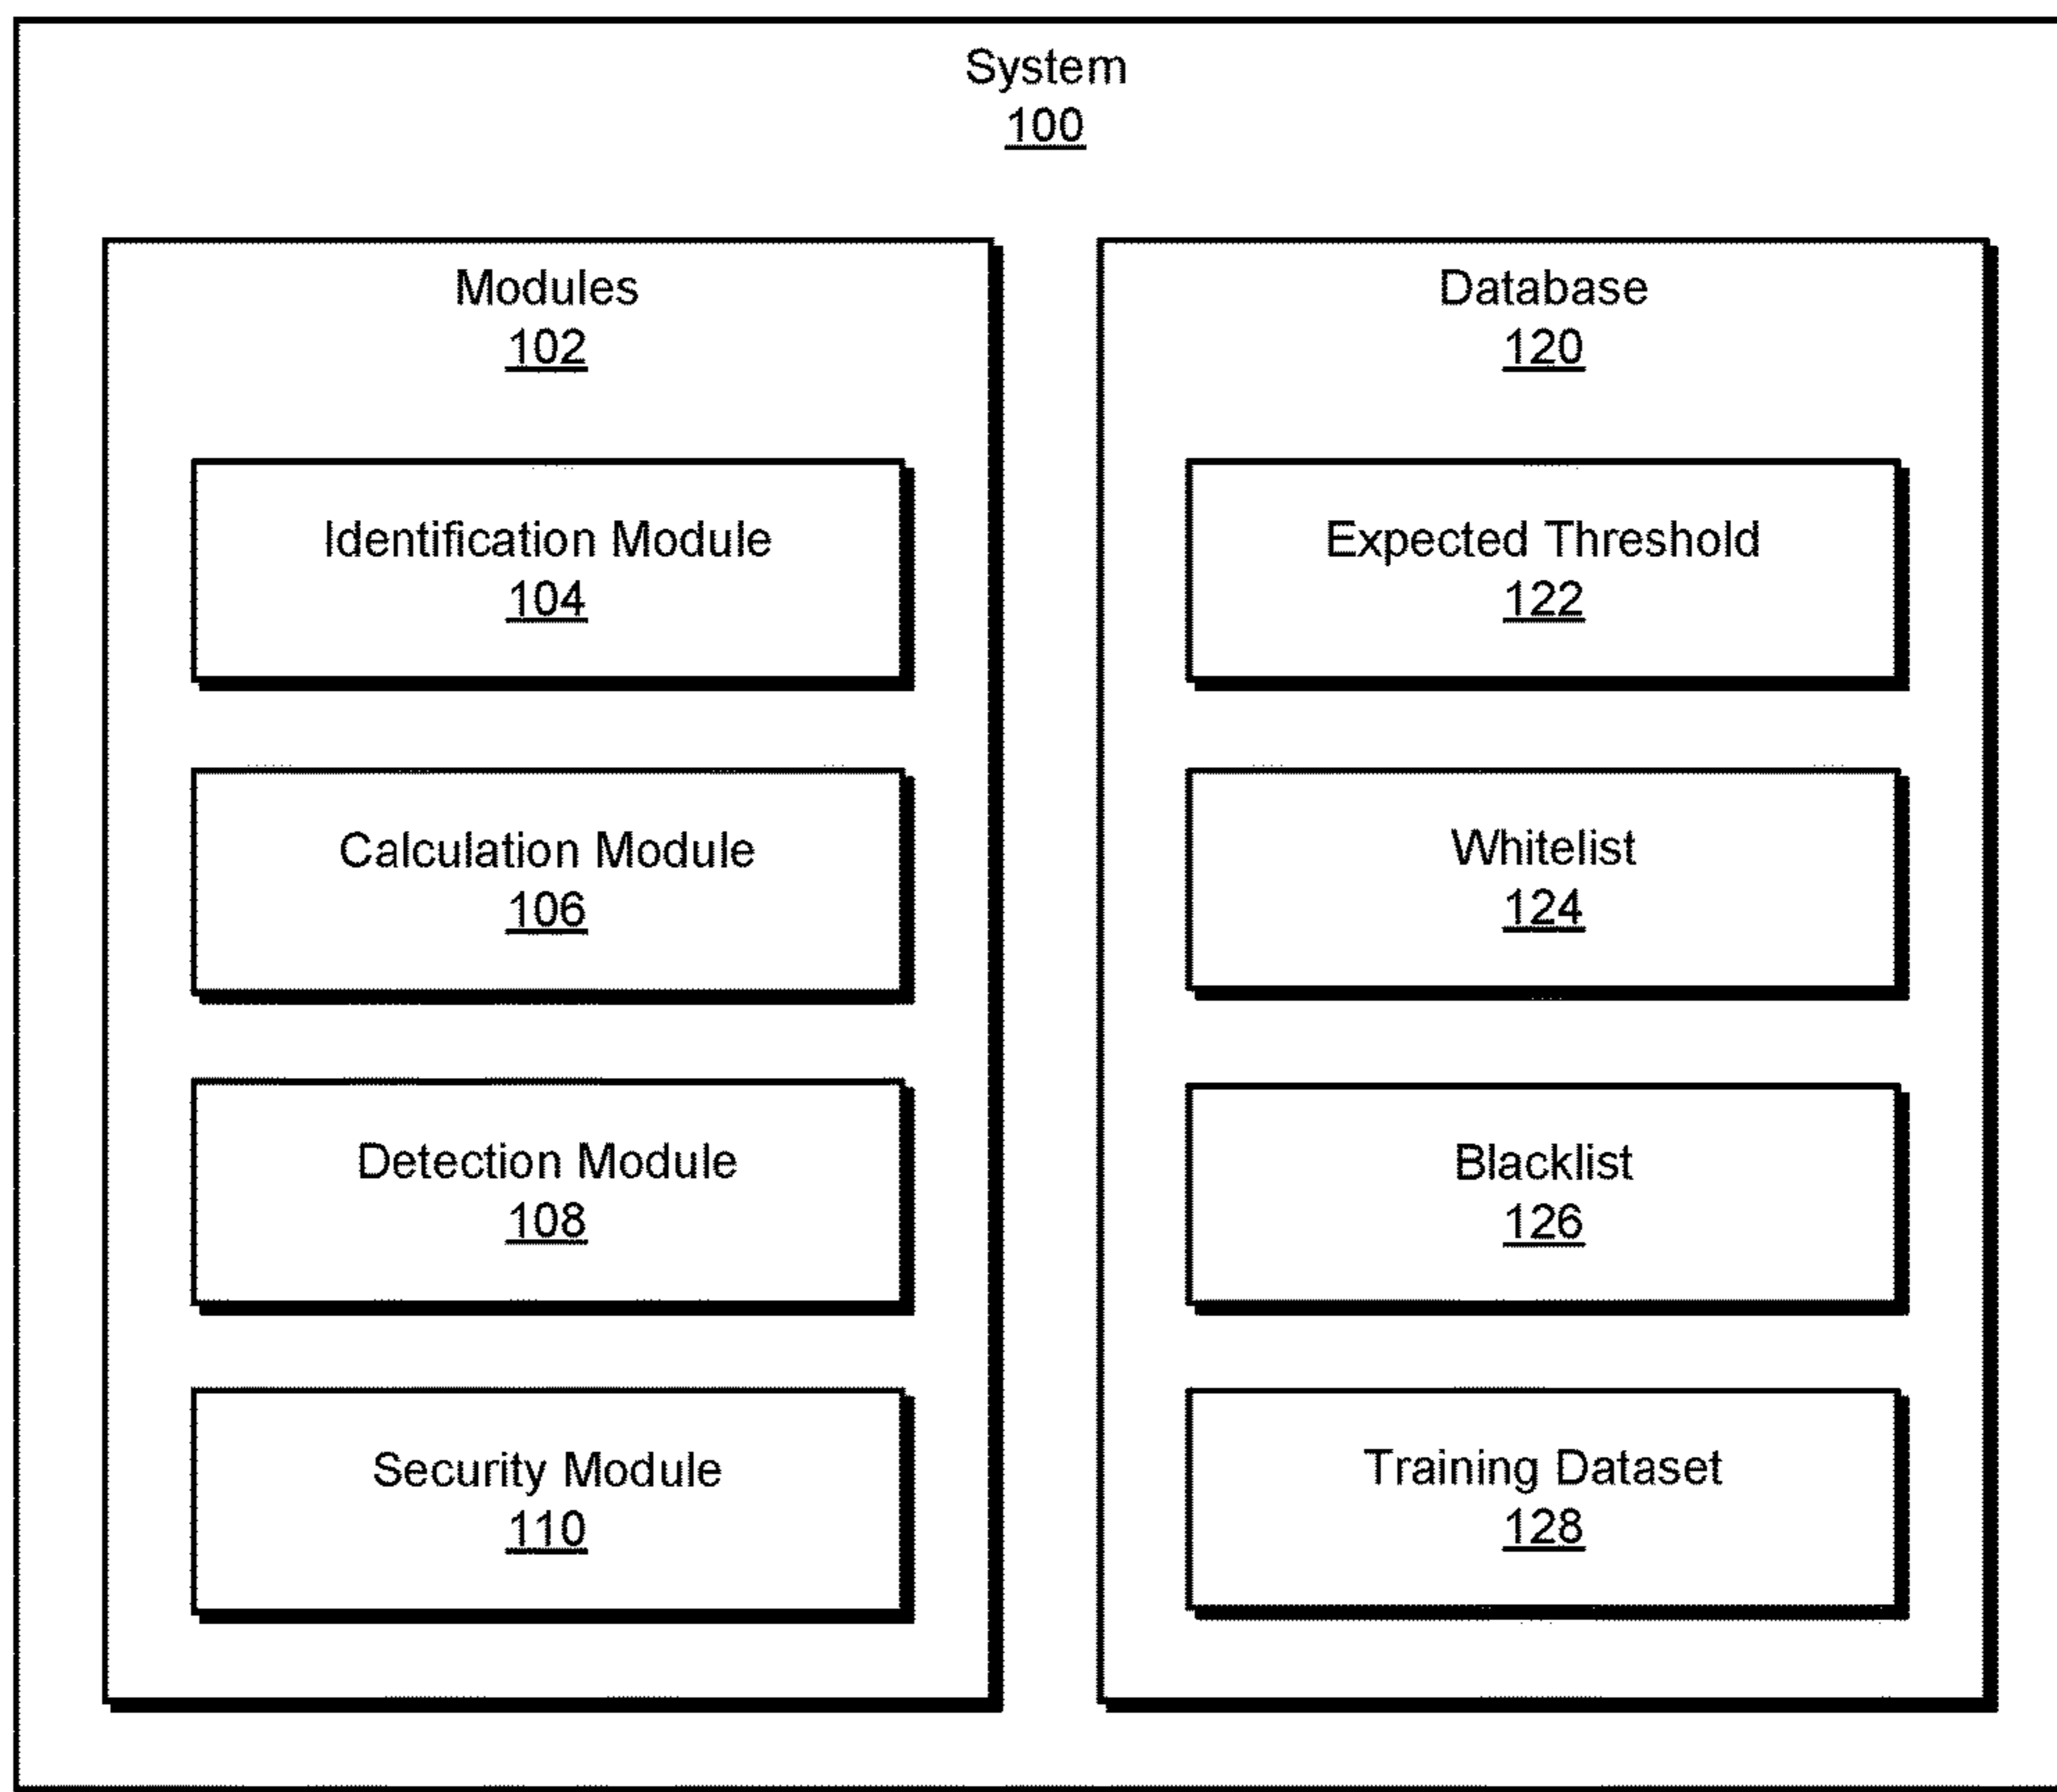 System
100
Modules
102
Identification Module
104
Calculation Module
106
Detection Module
108
Security Module
110
Database
120
Expected Threshold
122
Whitelist
124
Blacklist
126
Training Dataset
128